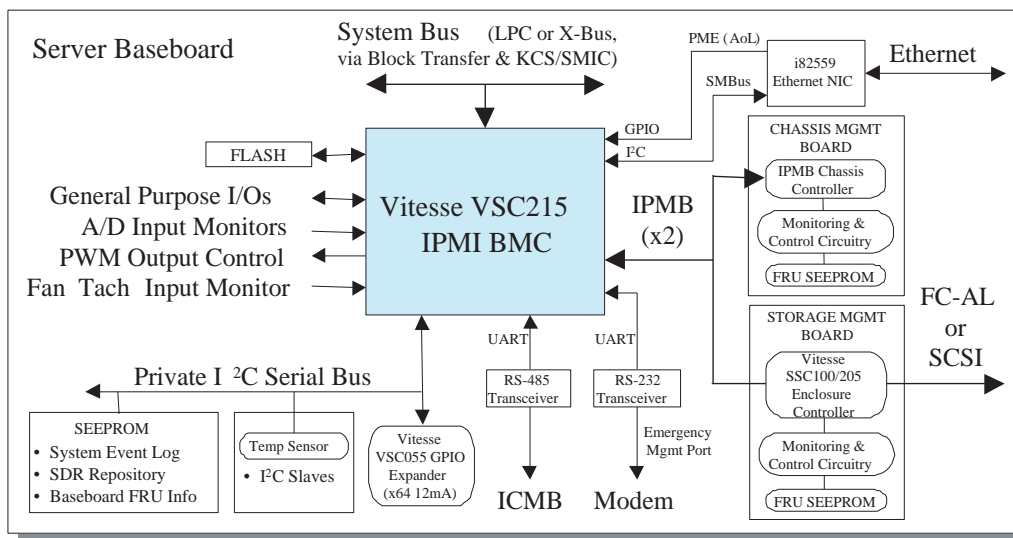 Server Baseboard
System Bus (LPC or X-Bus,
via Block Transfer & KCS/SMIC)
PME (AoL)
i82559
Ethernet NIC
Ethernet
SMBus
GPIO
I²C
FLASH
General Purpose I/Os
A/D Input Monitors
PWM Output Control
Fan Tach Input Monitor
Vitesse VSC215
IPMI BMC
IPMB
(x2)
CHASSIS MGMT
BOARD
IPMB Chassis
Controller
Monitoring &
Control Circuitry
FRU SEEPROM
STORAGE MGMT
BOARD
Vitesse
SSC100/205
Enclosure
Controller
Monitoring &
Control Circuitry
FRU SEEPROM
FC-AL
or
SCSI
UART
UART
RS-485
Transceiver
RS-232
Transceiver
Emergency
Mgmt Port
ICMB
Modem
Private I ²C Serial Bus
SEEPROM
• System Event Log
• SDR Repository
• Baseboard FRU Info
Temp Sensor
• I²C Slaves
Vitesse
VSC055 GPIO
Expander
(x64 12mA)